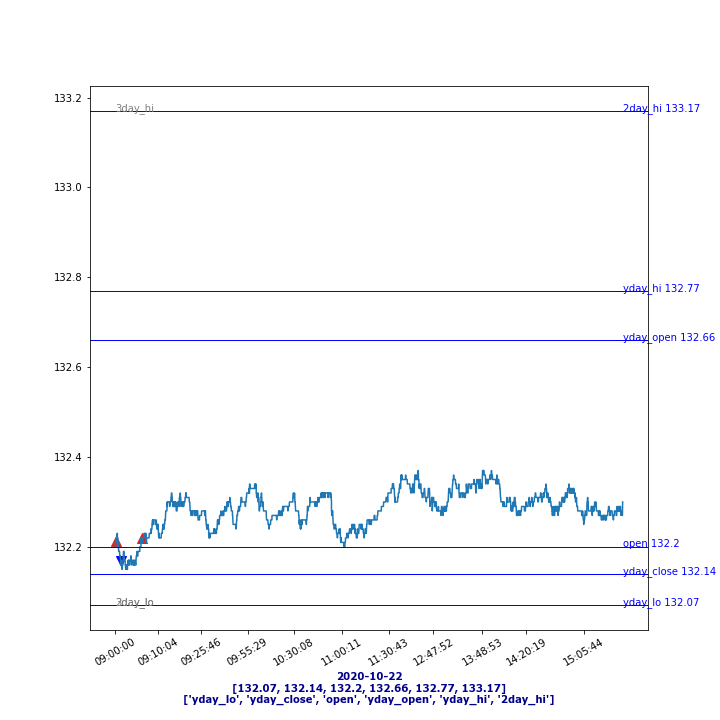 133.2
3day_hi
2day_hi 133.17
133.0
132.8
yday_hi 132.77
yday_open 132.66
132.6
132.4
132.2
open 132.2
yday_close 132.14
3day_lo
yday_lo 132.07
09:00:00 09:10:04 09:25:46 09:55:29 10:30:08 11:00:11 11:30:43 12:47:52 13:48:53 14:20:19 15:05:44
2020-10-22
[132.07, 132.14, 132.2, 132.66, 132.77, 133.17]
['yday_lo', 'yday_close', 'open', 'yday_open', 'yday_hi', '2day_hi']